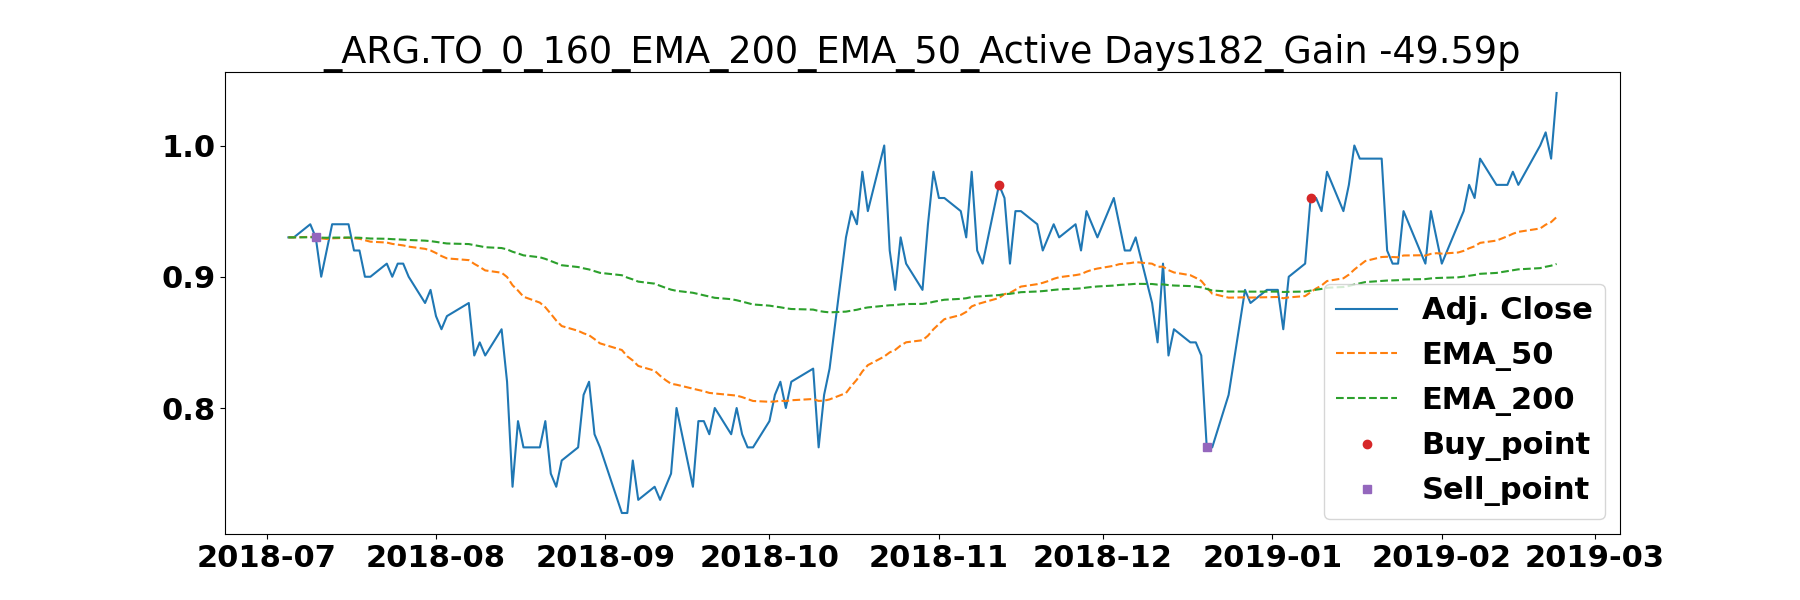 _ARG.TO_0_160_EMA_200_EMA_50_Active Days182_Gain -49.59p
1.0
0.9
0.8
Adj. Close
EMA_50
EMA_200
Buy_point
Sell_point
2018-07 2018-08 2018-09 2018-10 2018-11 2018-12 2019-01 2019-02 2019-03